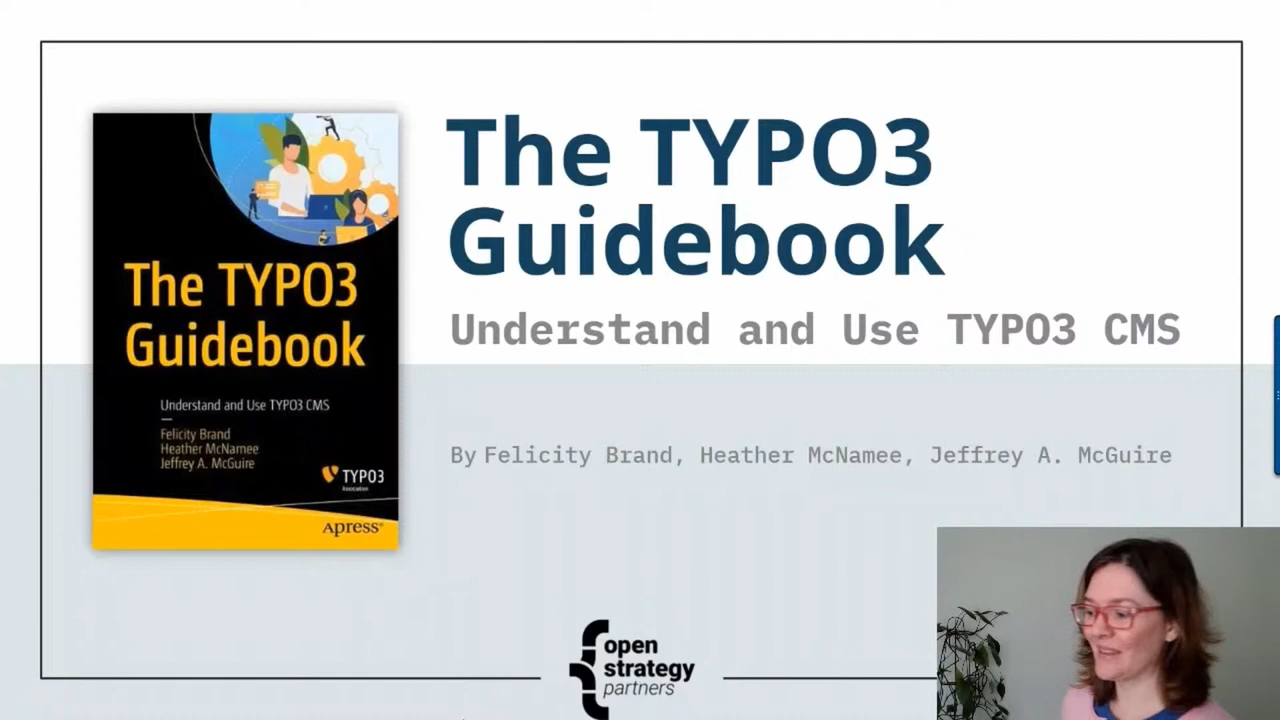 The TYPO3
Guidebook
Understand and Use TYPO3 CMS
Felicity Brand
Heather McNamee
Jeffrey A. McGuire
TYPO3
Association
Apress®
The TYPO3
Guidebook
Understand and Use TYPO3 CMS
By Felicity Brand, Heather McNamee, Jeffrey A. McGuire
open
strategy
partners